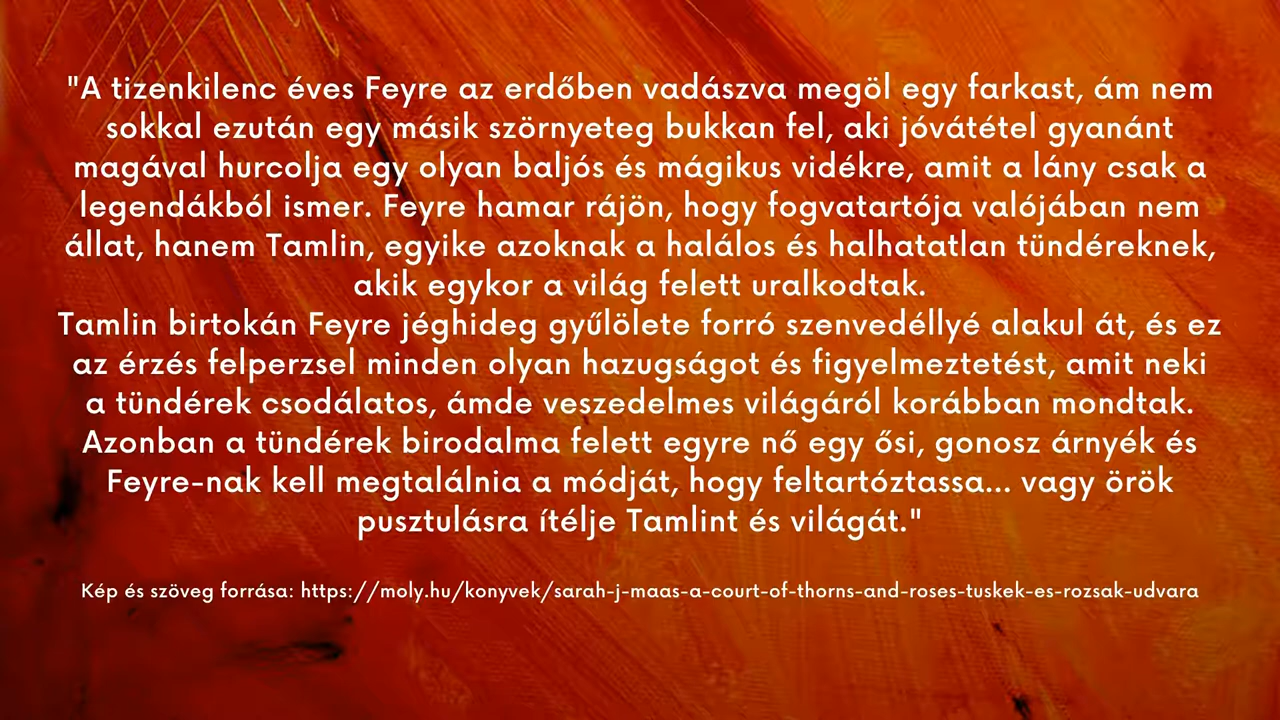 "A tizenkilenc éves Feyre az erdőben vadászva megöl egy farkast, ám nem
sokkal ezután egy másik szörnyeteg bukkan fel, aki jóvátétel gyanánt
magával hurcolja egy olyan baljós és mágikus vidékre, amit a lány csak a
legendákból ismer. Feyre hamar rájön, hogy fogvatartója valójában nem
állat, hanem Tamlin, egyike azoknak a halálos és halhatatlan tündéreknek,
akik egykor a világ felett uralkodtak.
Tamlin birtokán Feyre jéghideg gyűlölete forró szenvedéllyé alakul át, és ez
az érzés felperzsel minden olyan hazugságot és figyelmeztetést, amit neki
a tündérek csodálatos, ámde veszedelmes világáról korábban mondtak.
Azonban a tündérek birodalma felett egyre nő egy ősi, gonosz árnyék és
Feyre-nak kell megtalálnia a módját, hogy feltartóztassa... vagy örök
pusztulásra ítélje Tamlint és világát."
Kép és szöveg forrása: https://moly.hu/konyvek/sarah-j-maas-a-court-of-thorns-and-roses-tuskek-es-rozsak-udvara